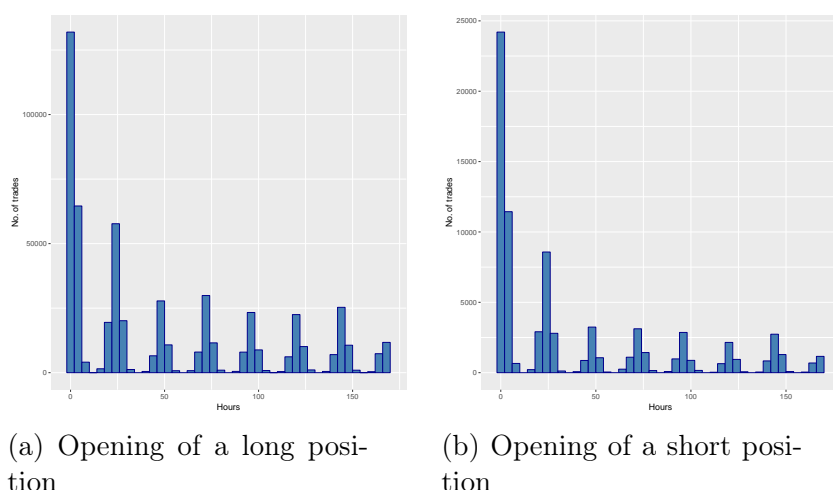 100000
50000
0
No. of trades
0
50
100
150
Hours
25000
20000
15000
10000
5000
0
No. of trades
0
50
100
150
Hours
(a) Opening of a long posi-
tion
(b) Opening of a short posi-
tion